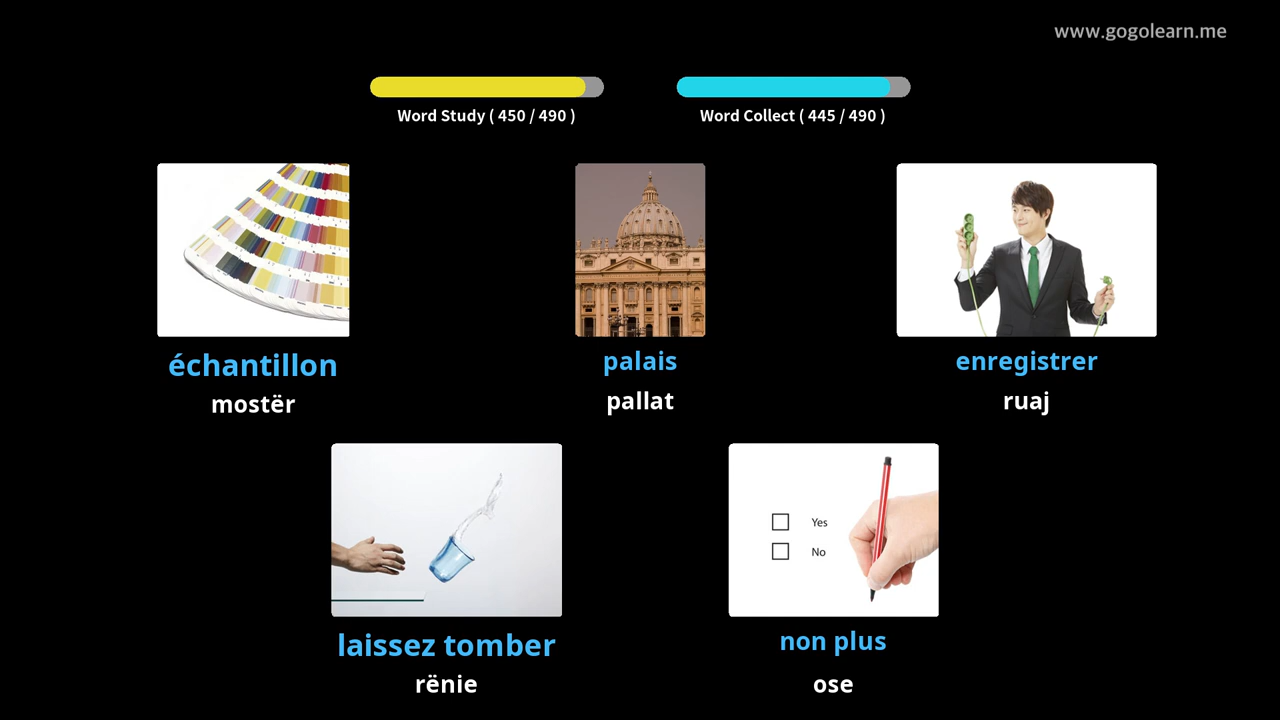 www.gogolearn.me
Word Study ( 450 / 490 )
Word Collect ( 445 / 490 )
échantillon
mostër
palais
pallat
enregistrer
ruaj
Yes
No
laissez tomber
rënie
non plus
ose